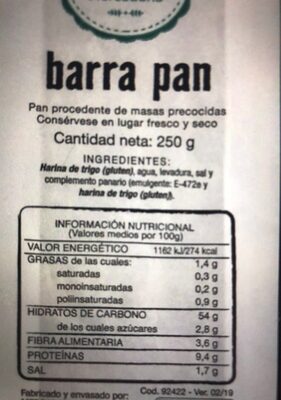 barra pan
Pan procedente de masas precocidas
Consérvese en lugar fresco y seco
Cantidad neta: 250 g
INGREDIENTES:
Harina de trigo (gluten), agua, levadura, sal y
complemento panario (emulgente: E-472e y
harina de trigo (gluten)).
INFORMACIÓN NUTRICIONAL
(Valores medios por 100g)
VALOR ENERGÉTICO 1162 kJ/274 kcal
GRASAS de las cuales: 1,4 g
saturadas 0,3 g
monoinsaturadas 0,2 g
poliinsaturadas 0,9 g
HIDRATOS DE CARBONO 54 g
de los cuales azúcares 2,8 g
FIBRA ALIMENTARIA 3,6 g
PROTEÍNAS 9,4 g
SAL 1,7 g
Fabricado y envasado por: Cod. 92422 - Ver. 02/19